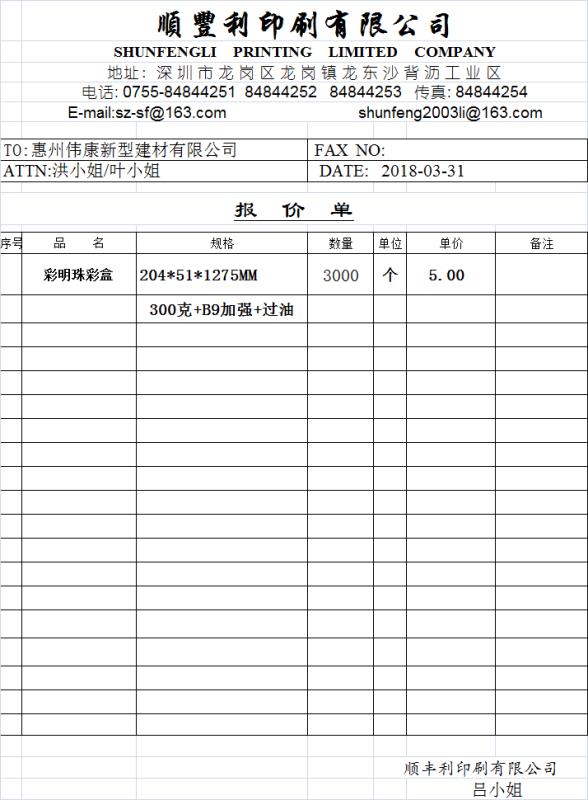 順豐利印刷有限公司
SHUNFENGLI PRINTING LIMITED COMPANY
地址: 深圳市龙岗区龙岗镇龙东沙背沥工业区
电话: 0755-84844251 84844252 84844253 传真: 84844254
E-mail:sz-sf@163.com shunfeng2003li@163.com
TO:惠州伟康新型建材有限公司 FAX NO:
ATTN:洪小姐/叶小姐 DATE: 2018-03-31
报 价 单
序号 品 名 规格 数量 单位 单价 备注
彩明珠彩盒 204*51*1275MM 3000 个 5.00
300克+B9加强+过油
顺丰利印刷有限公司
吕小姐